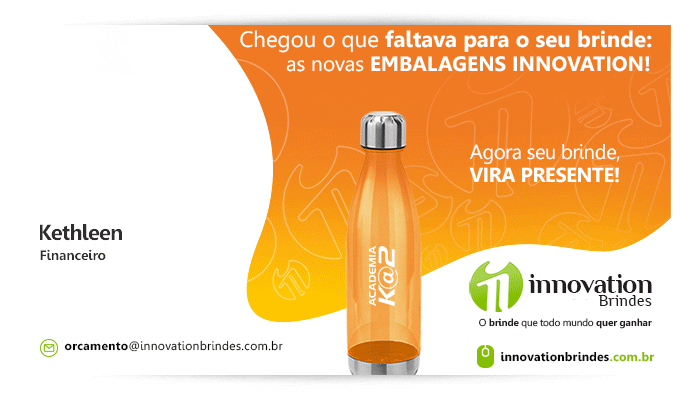 Chegou o que faltava para o seu brinde:
as novas EMBALAGENS INNOVATION!
Agora seu brinde,
VIRA PRESENTE!
Kethleen
Financeiro
ACADEMIA
K@2
innovation
Brindes
O brinde que todo mundo quer ganhar
orcamento@innovationbrindes.com.br
innovationbrindes.com.br